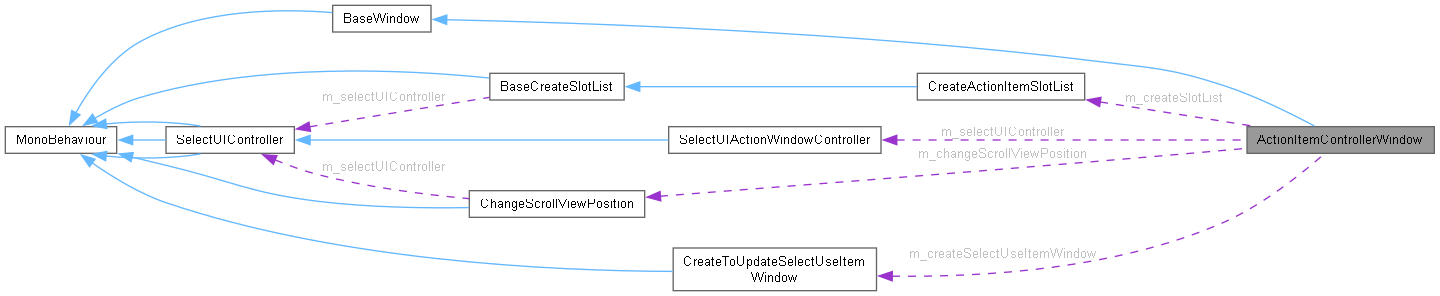 BaseWindow
BaseCreateSlotList
CreateActionItemSlotList
m_selectUIController
m_createSlotList
MonoBehaviour
SelectUIController
SelectUIActionWindowController
m_selectUIController
ActionItemControllerWindow
m_changeScrollViewPosition
m_selectUIController
ChangeScrollViewPosition
m_createSelectUseItemWindow
CreateToUpdateSelectUseItem
Window